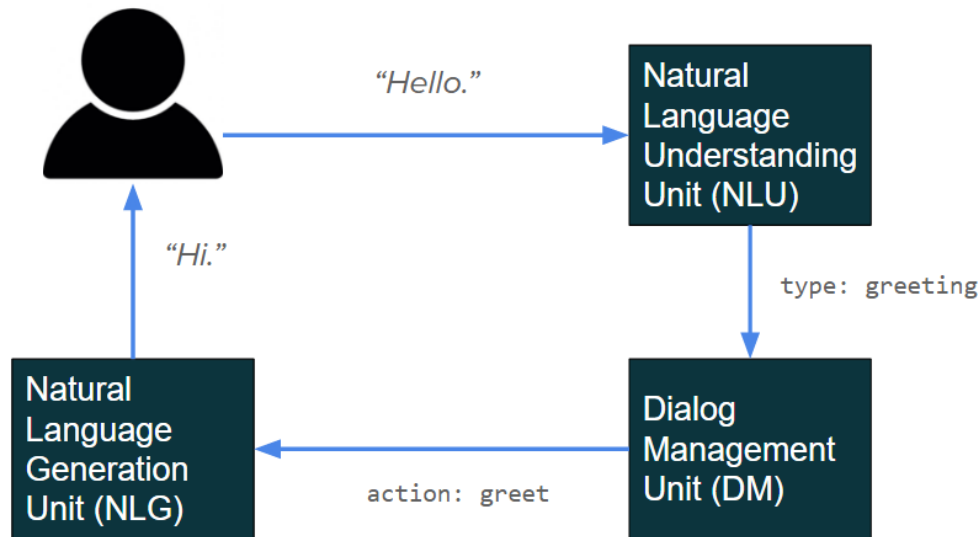 “Hello.”
Natural
Language
Understanding
Unit (NLU)
“Hi.”
type: greeting
Natural
Language
Generation
Unit (NLG)
action: greet
Dialog
Management
Unit (DM)